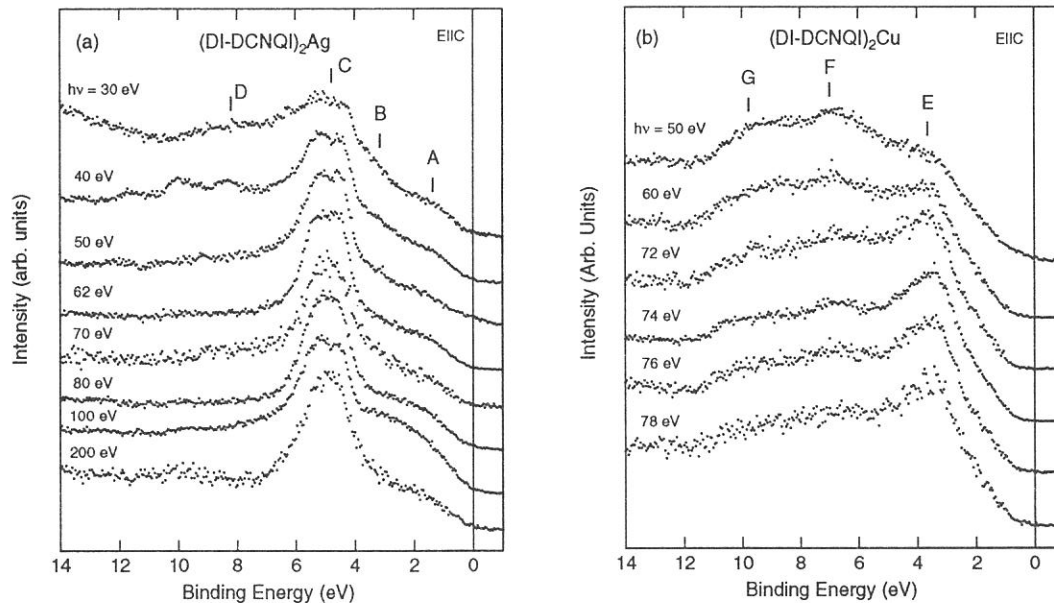 (a) (DI-DCNQI)2Ag EIIC
C
hν = 30 eV
D
B
A
40 eV
50 eV
62 eV
70 eV
80 eV
100 eV
200 eV
Intensity (arb. units)
14 12 10 8 6 4 2 0
Binding Energy (eV)
(b) (DI-DCNQI)2Cu EIIC
G F E
hν = 50 eV
60 eV
72 eV
74 eV
76 eV
78 eV
Intensity (Arb. Units)
14 12 10 8 6 4 2 0
Binding Energy (eV)